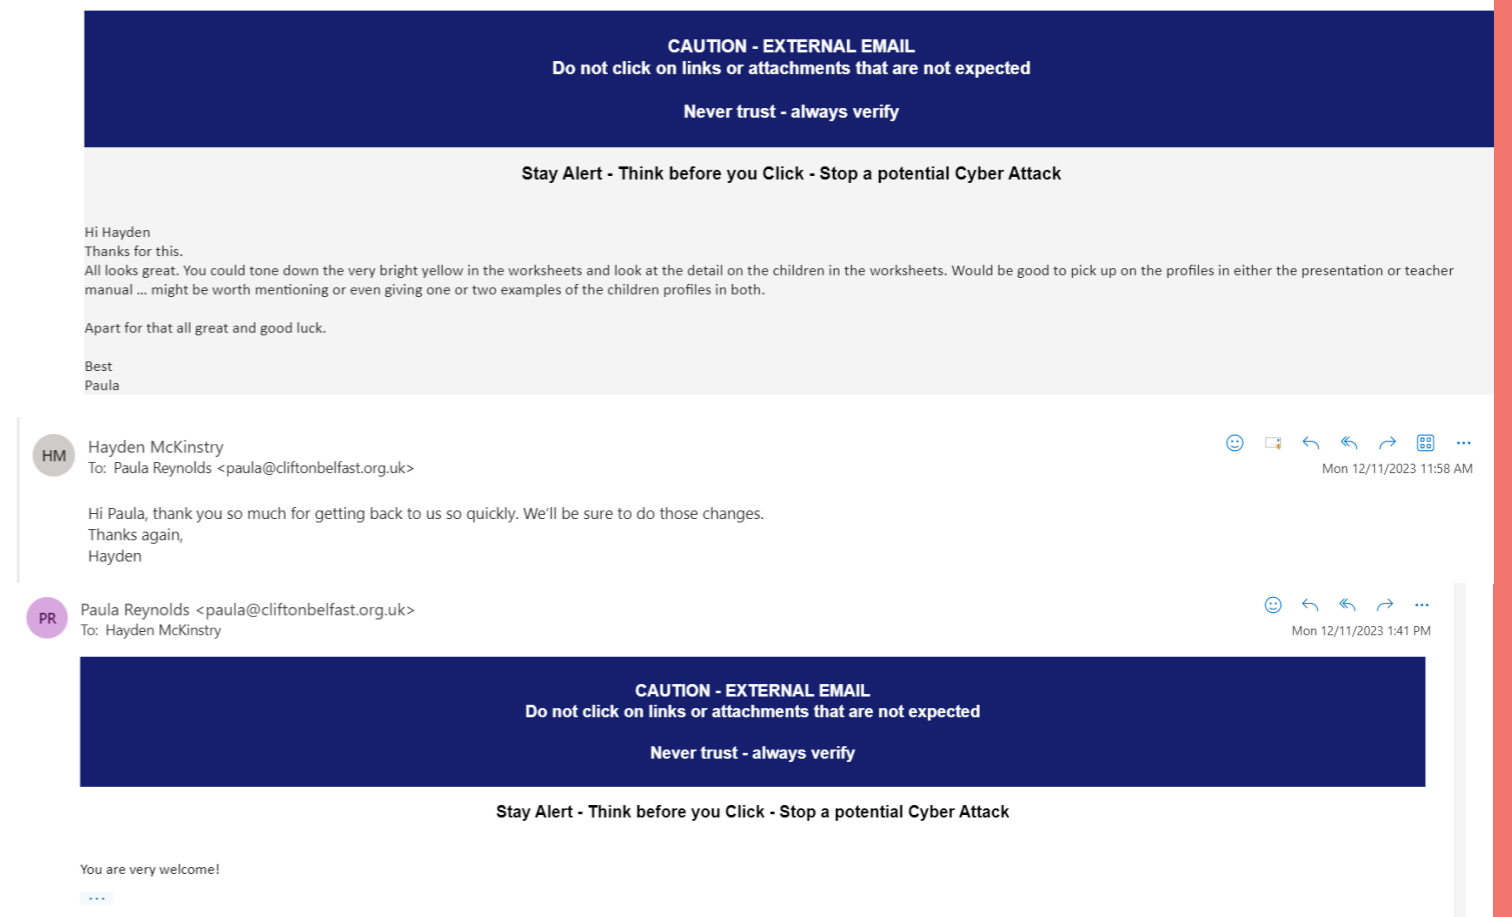 CAUTION - EXTERNAL EMAIL
Do not click on links or attachments that are not expected
Never trust - always verify
Stay Alert - Think before you Click - Stop a potential Cyber Attack
Hi Hayden
Thanks for this.
All looks great. You could tone down the very bright yellow in the worksheets and look at the detail on the children in the worksheets. Would be good to pick up on the profiles in either the presentation or teacher
manual ... might be worth mentioning or even giving one or two examples of the children profiles in both.
Apart for that all great and good luck.
Best
Paula
HM
Hayden McKinstry
To: Paula Reynolds <paula@cliftonbelfast.org.uk>
Mon 12/11/2023 11:58 AM
Hi Paula, thank you so much for getting back to us so quickly. We'll be sure to do those changes.
Thanks again,
Hayden
PR
Paula Reynolds <paula@cliftonbelfast.org.uk>
To: Hayden McKinstry
Mon 12/11/2023 1:41 PM
CAUTION - EXTERNAL EMAIL
Do not click on links or attachments that are not expected
Never trust - always verify
Stay Alert - Think before you Click - Stop a potential Cyber Attack
You are very welcome!
...